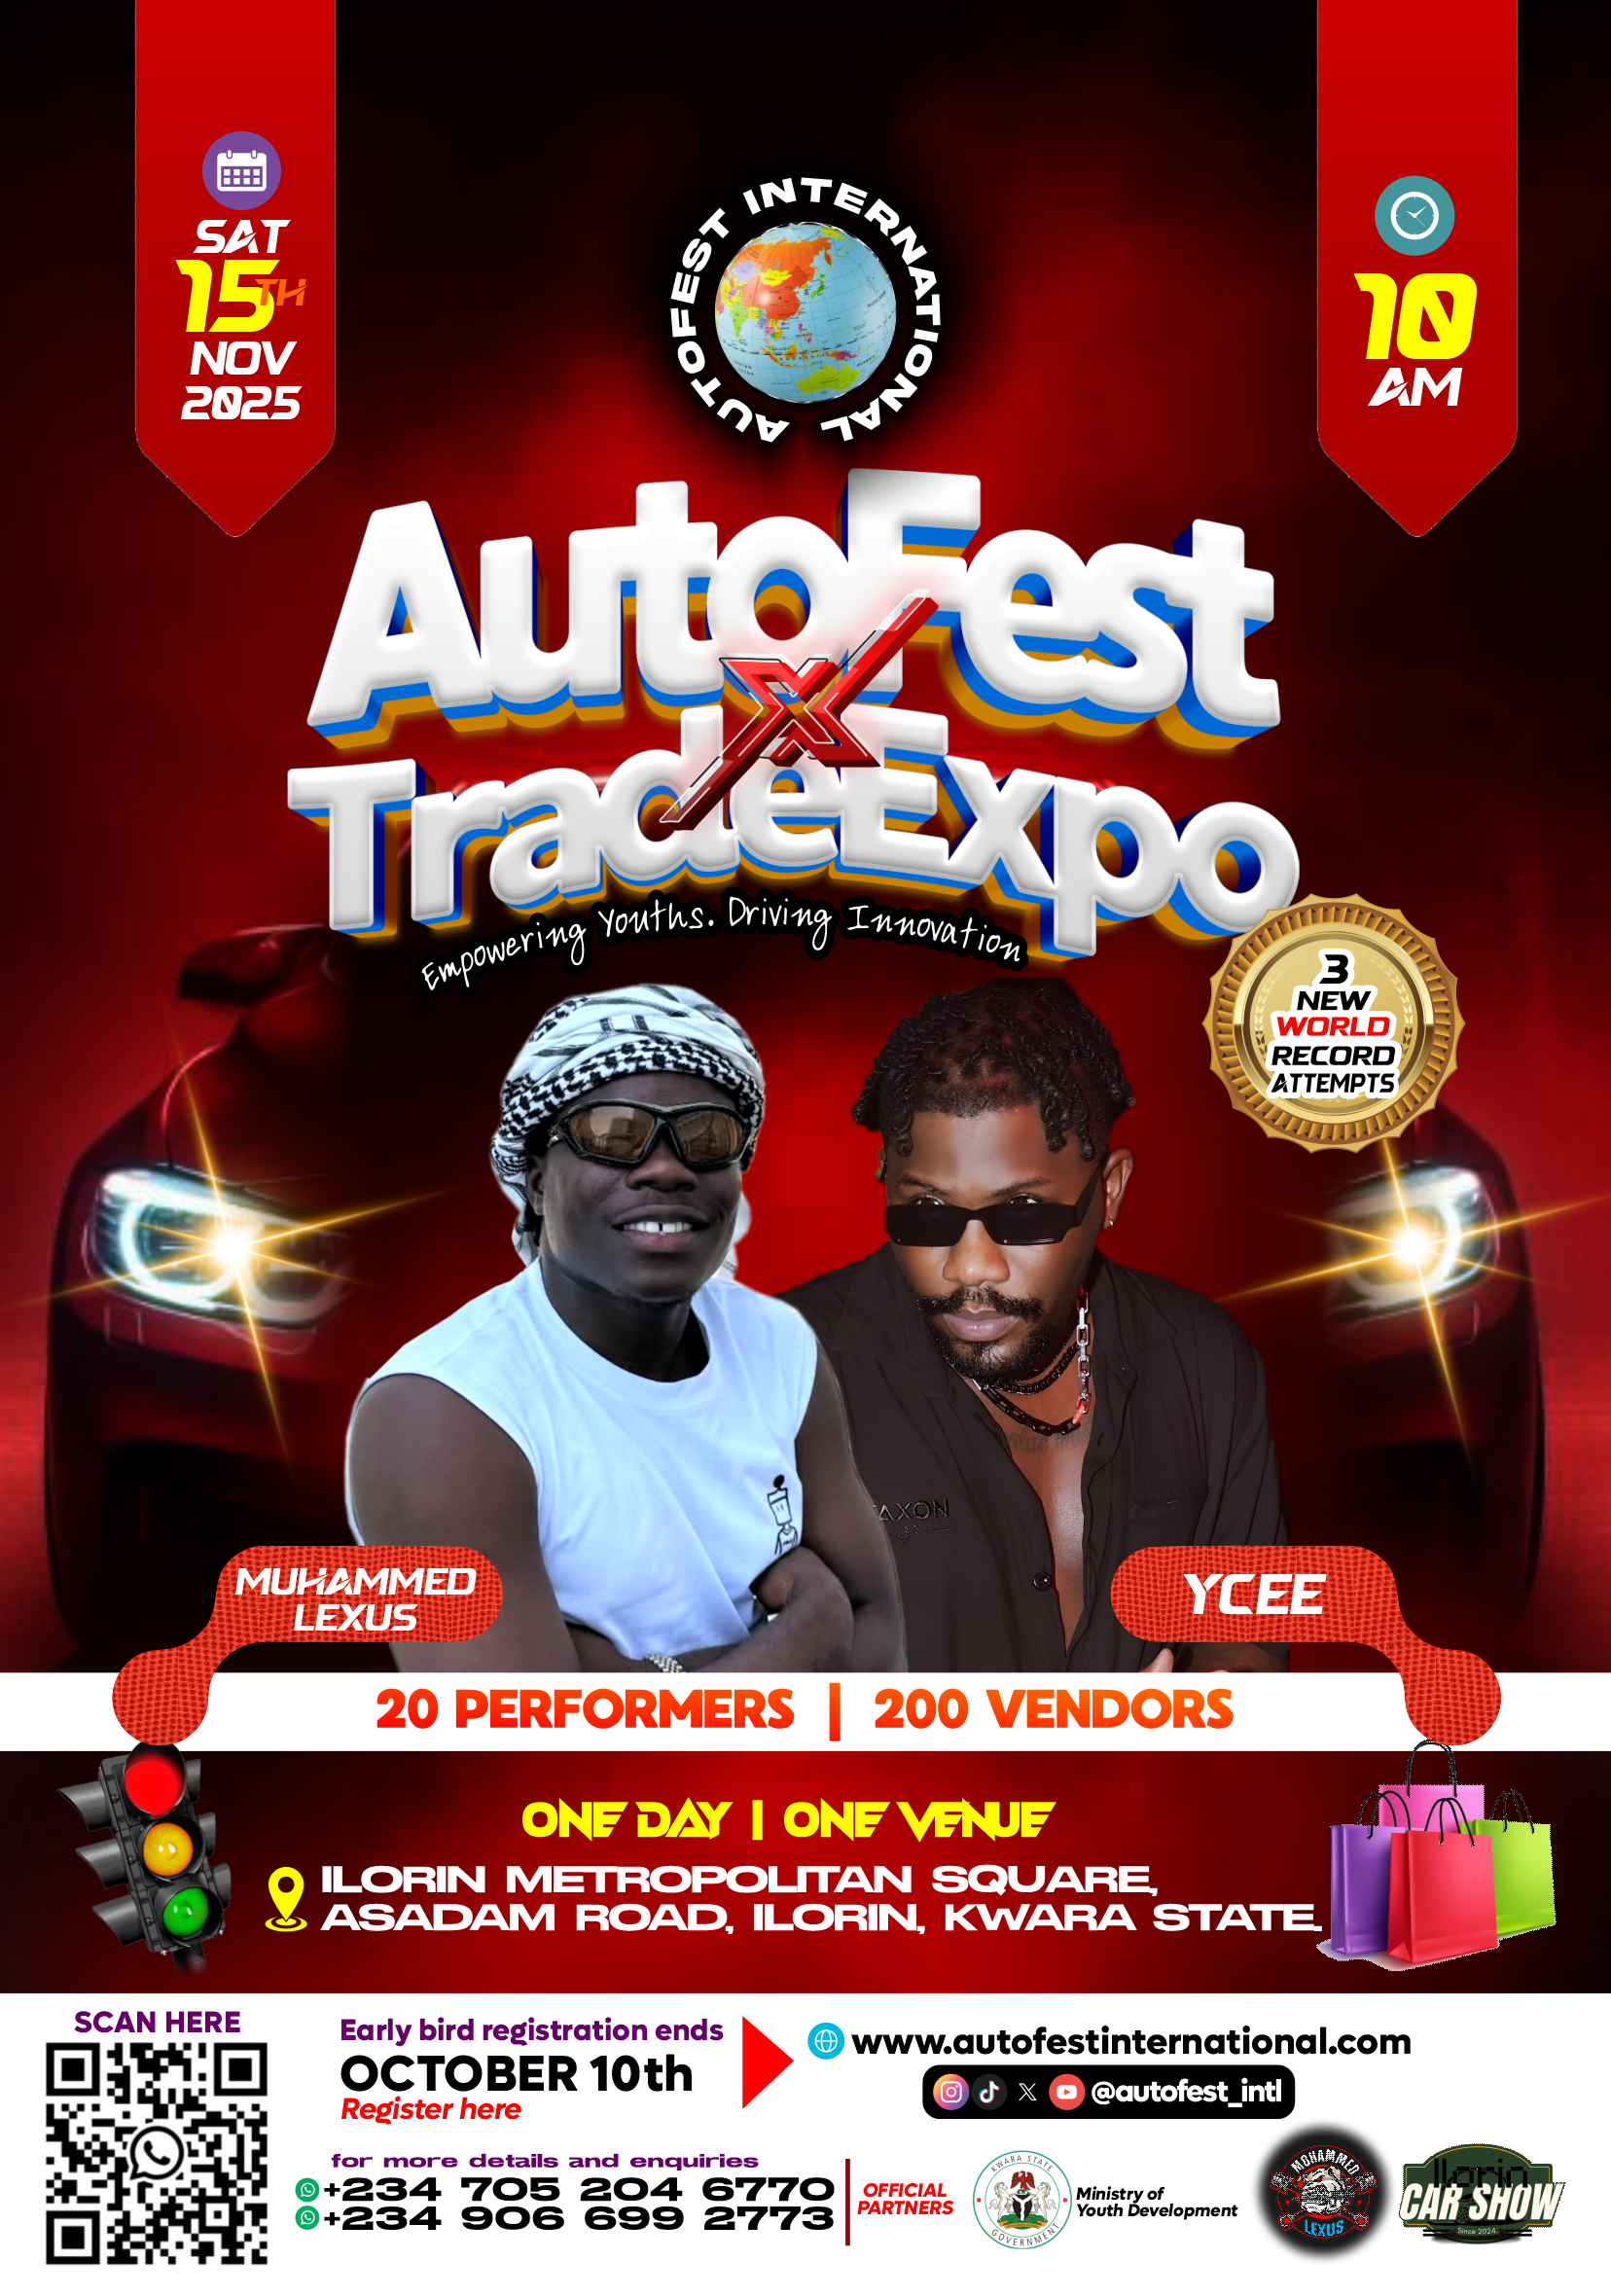 SAT
15TH
NOV
2025
10
AM
AUTOFEST INTERNATIONAL
AutoFest
X
TradeExpo
Empowering Youths. Driving Innovation
3
NEW
WORLD
RECORD
ATTEMPTS
AXON
MUHAMMED
LEXUS
YCEE
20 PERFORMERS | 200 VENDORS
ONE DAY | ONE VENUE
ILORIN METROPOLITAN SQUARE,
ASADAM ROAD, ILORIN, KWARA STATE.
SCAN HERE
Early bird registration ends
OCTOBER 10th
Register here
www.autofestinternational.com
@autofest_intl
for more details and enquiries
+234 705 204 6770
+234 906 699 2773
OFFICIAL
PARTNERS
KWARA STATE
GOVERNMENT
Ministry of
Youth Development
MOHAMMED
LEXUS
Ilorin
CAR SHOW
Since 2024.